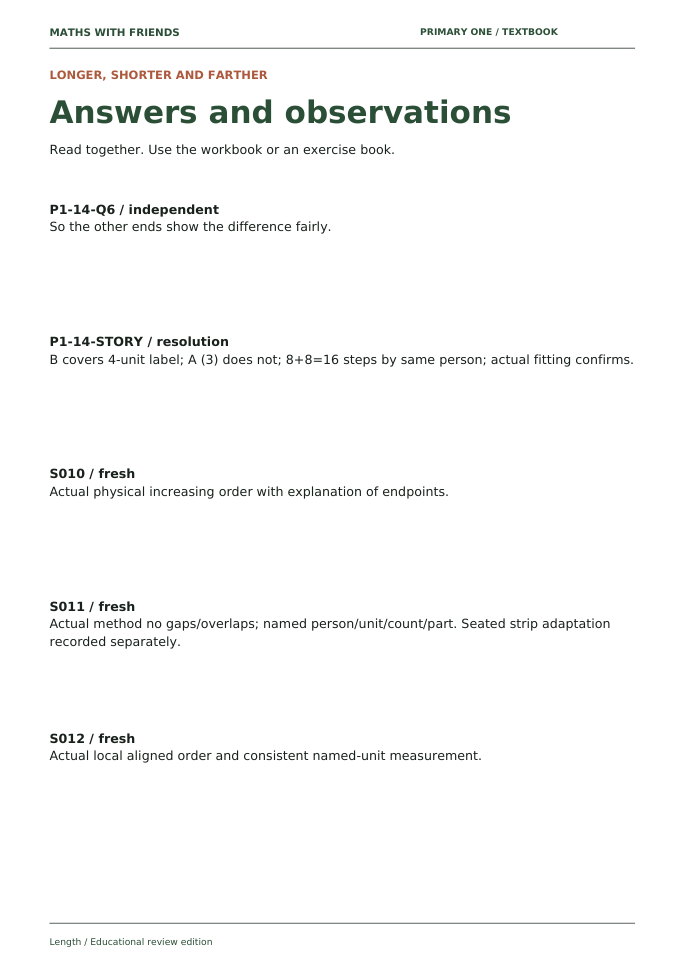 MATHS WITH FRIENDS
PRIMARY ONE / TEXTBOOK
LONGER, SHORTER AND FARTHER
Answers and observations
Read together. Use the workbook or an exercise book.
P1-14-Q6 / independent
So the other ends show the difference fairly.
P1-14-STORY / resolution
B covers 4-unit label; A (3) does not; 8+8=16 steps by same person; actual fitting confirms.
S010 / fresh
Actual physical increasing order with explanation of endpoints.
S011 / fresh
Actual method no gaps/overlaps; named person/unit/count/part. Seated strip adaptation
recorded separately.
S012 / fresh
Actual local aligned order and consistent named-unit measurement.
Length / Educational review edition